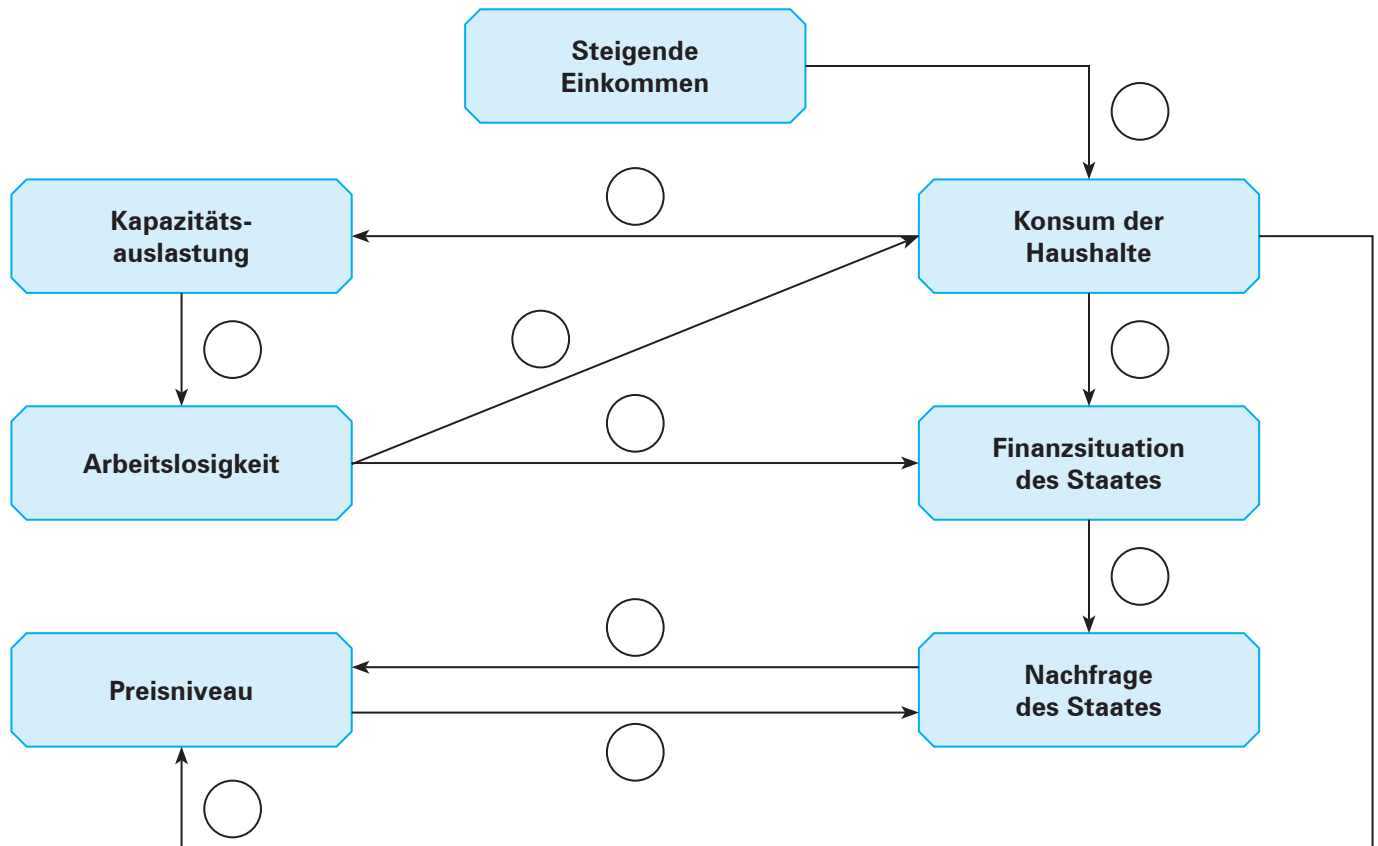 Steigende
Einkommen
Kapazitäts-
auslastung
Konsum der
Haushalte
Arbeitslosigkeit
Finanzsituation
des Staates
Preisniveau
Nachfrage
des Staates